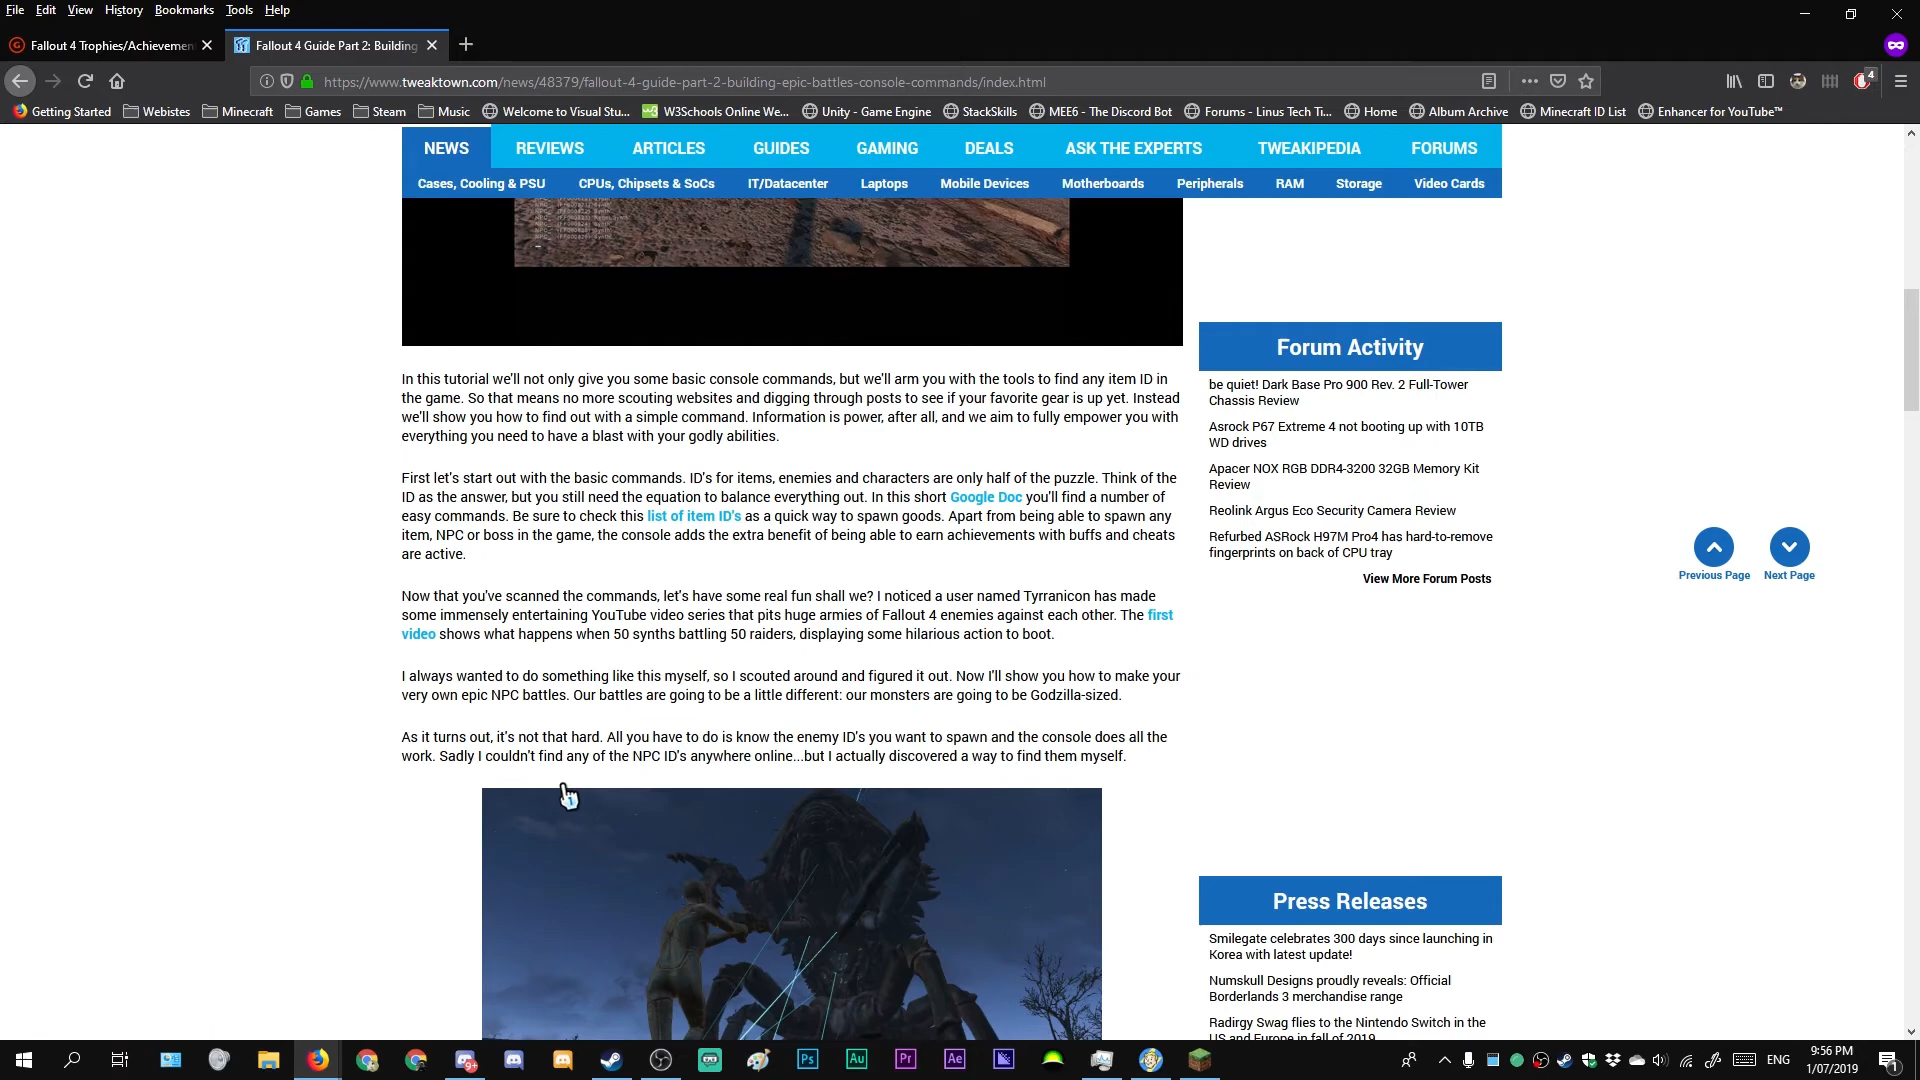 File Edit View History Bookmarks Tools Help
Fallout 4 Trophies/Achievemen
Fallout 4 Guide Part 2: Building
https://www.tweaktown.com/news/48379/fallout-4-guide-part-2-building-epic-battles-console-commands/index.html
4
Getting Started Webistes Minecraft Games Steam Music Welcome to Visual Stu... W3Schools Online We... Unity - Game Engine StackSkills MEE6 - The Discord Bot Forums - Linus Tech Ti... Home Album Archive Minecraft ID List Enhancer for YouTube™
NEWS REVIEWS ARTICLES GUIDES GAMING DEALS ASK THE EXPERTS TWEAKIPEDIA FORUMS
Cases, Cooling & PSU CPUs, Chipsets & SoCs IT/Datacenter Laptops Mobile Devices Motherboards Peripherals RAM Storage Video Cards
In this tutorial we'll not only give you some basic console commands, but we'll arm you with the tools to find any item ID in
the game. So that means no more scouting websites and digging through posts to see if your favorite gear is up yet. Instead
we'll show you how to find out with a simple command. Information is power, after all, and we aim to fully empower you with
everything you need to have a blast with your godly abilities.
First let's start out with the basic commands. ID's for items, enemies and characters are only half of the puzzle. Think of the
ID as the answer, but you still need the equation to balance everything out. In this short Google Doc you'll find a number of
easy commands. Be sure to check this list of item ID's as a quick way to spawn goods. Apart from being able to spawn any
item, NPC or boss in the game, the console adds the extra benefit of being able to earn achievements with buffs and cheats
are active.
Now that you've scanned the commands, let's have some real fun shall we? I noticed a user named Tyrranicon has made
some immensely entertaining YouTube video series that pits huge armies of Fallout 4 enemies against each other. The first
video shows what happens when 50 synths battling 50 raiders, displaying some hilarious action to boot.
I always wanted to do something like this myself, so I scouted around and figured it out. Now I'll show you how to make your
very own epic NPC battles. Our battles are going to be a little different: our monsters are going to be Godzilla-sized.
As it turns out, it's not that hard. All you have to do is know the enemy ID's you want to spawn and the console does all the
work. Sadly I couldn't find any of the NPC ID's anywhere online...but I actually discovered a way to find them myself.
Forum Activity
be quiet! Dark Base Pro 900 Rev. 2 Full-Tower
Chassis Review
Asrock P67 Extreme 4 not booting up with 10TB
WD drives
Apacer NOX RGB DDR4-3200 32GB Memory Kit
Review
Reolink Argus Eco Security Camera Review
Refurbed ASRock H97M Pro4 has hard-to-remove
fingerprints on back of CPU tray
View More Forum Posts
Previous Page Next Page
Press Releases
Smilegate celebrates 300 days since launching in
Korea with latest update!
Numskull Designs proudly reveals: Official
Borderlands 3 merchandise range
Radirgy Swag flies to the Nintendo Switch in the
US and Europe in fall of 2019
Ps Au Pr Ae
ENG
9:56 PM
1/07/2019
1